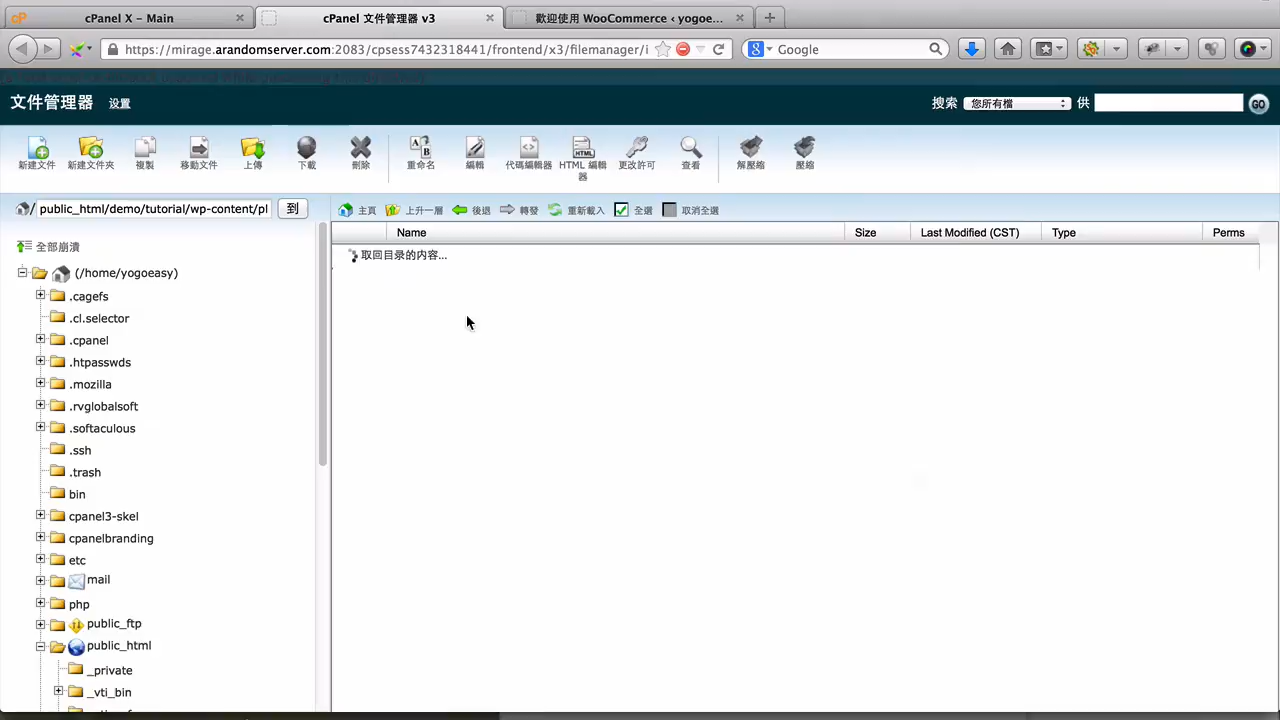 cPanel X – Main
cPanel 文件管理器 v3
歡迎使用 WooCommerce ‹ yogoe...
https://mirage.arandomserver.com:2083/cpsess7432318441/frontend/x3/filemanager/i
Google
文件管理器 设置
搜索 您所有檔 供 GO
新建文件 新建文件夹 複製 移動文件 上傳 下載 刪除 重命名 編輯 代碼編輯器 HTML 編輯器 更改許可 查看 解壓縮 壓縮
public_html/demo/tutorial/wp-content/pl 到
主頁 上升一層 後退 轉發 重新載入 全選 取消全選
Name Size Last Modified (CST) Type Perms
取回目录的内容...
全部崩潰
(/home/yogoeasy)
.cagefs
.cl.selector
.cpanel
.htpasswds
.mozilla
.rvglobalsoft
.softaculous
.ssh
.trash
bin
cpanel3-skel
cpanelbranding
etc
mail
php
public_ftp
public_html
_private
_vti_bin